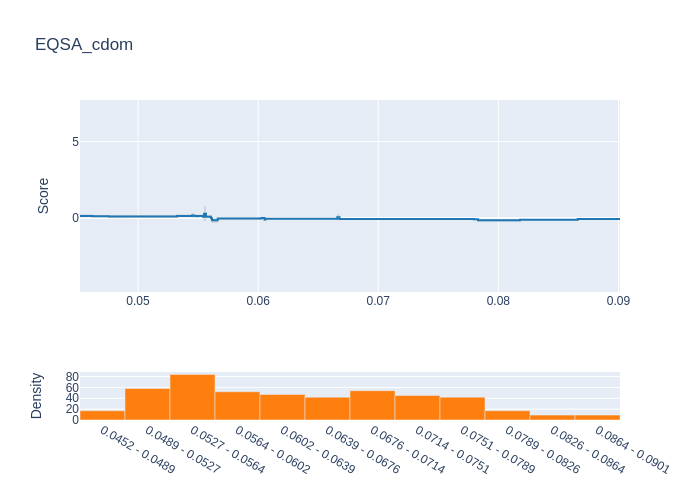 EQSA_cdom
Score
5
0
0.05 0.06 0.07 0.08 0.09
Density
80
60
40
20
0
0.0452 - 0.0489
0.0489 - 0.0527
0.0527 - 0.0564
0.0564 - 0.0602
0.0602 - 0.0639
0.0639 - 0.0676
0.0676 - 0.0714
0.0714 - 0.0751
0.0751 - 0.0789
0.0789 - 0.0826
0.0826 - 0.0864
0.0864 - 0.0901